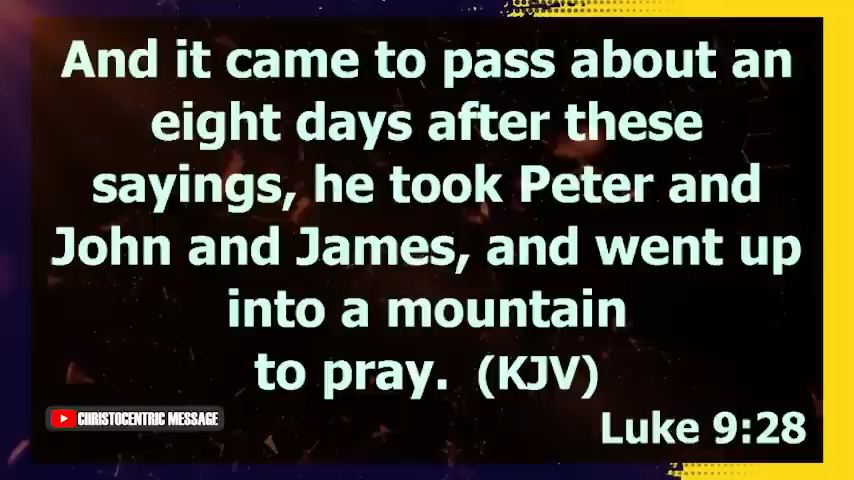 And it came to pass about an
eight days after these
sayings, he took Peter and
John and James, and went up
into a mountain
to pray. (KJV)
CHRISTOCENTRIC MESSAGE
Luke 9:28